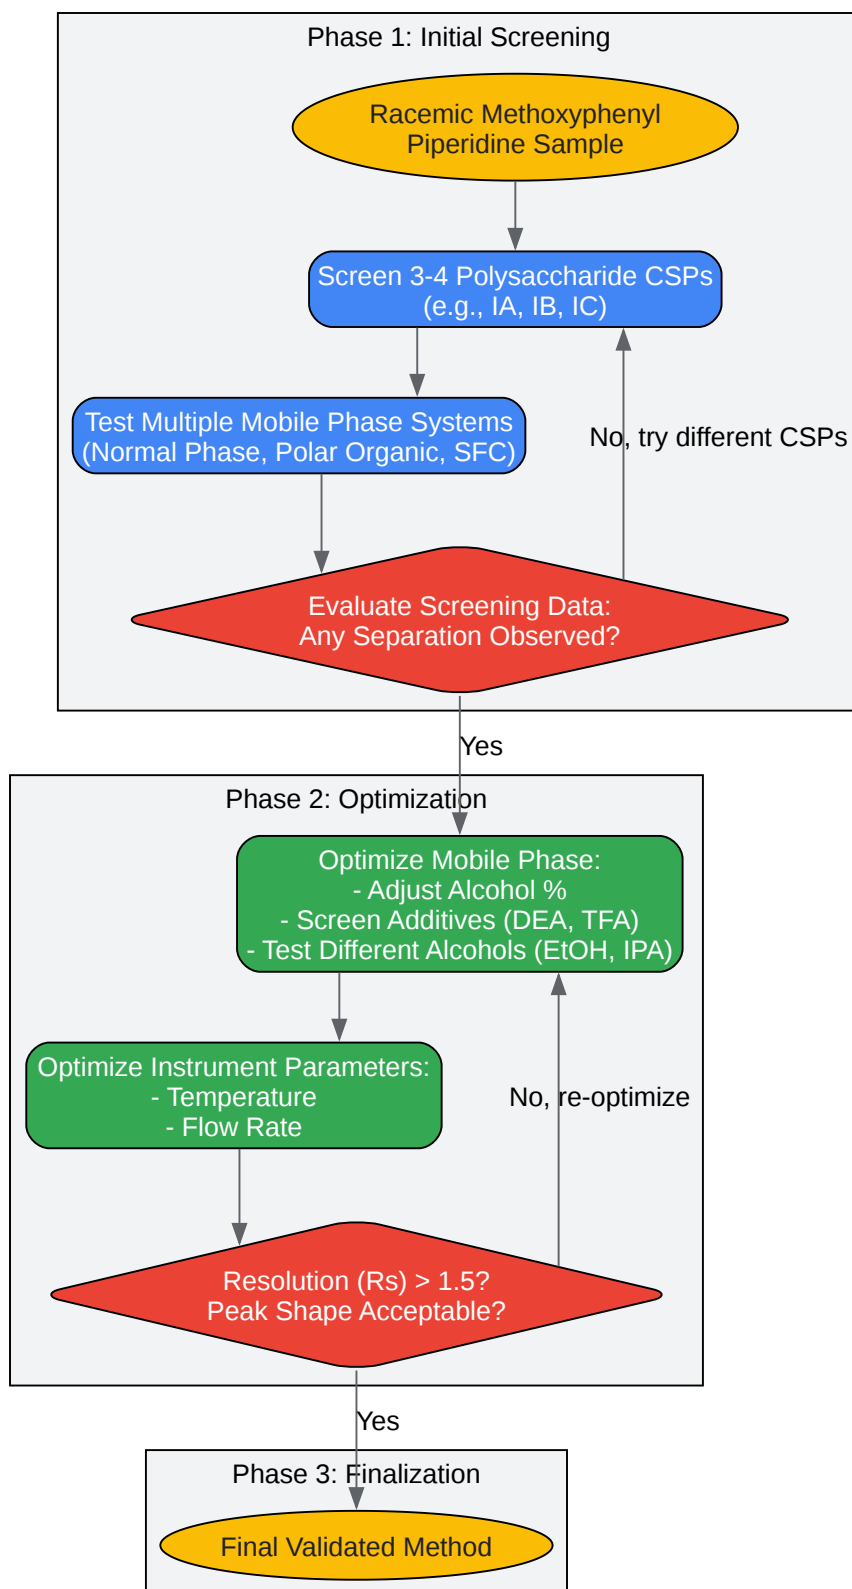 Phase 1: Initial Screening
Racemic Methoxyphenyl
Piperidine Sample
Screen 3-4 Polysaccharide CSPs
(e.g., IA, IB, IC)
Test Multiple Mobile Phase Systems
(Normal Phase, Polar Organic, SFC)
No, try different CSPs
Evaluate Screening Data:
Any Separation Observed?
Yes
Phase 2: Optimization
Optimize Mobile Phase:
- Adjust Alcohol %
- Screen Additives (DEA, TFA)
- Test Different Alcohols (EtOH, IPA)
Optimize Instrument Parameters:
- Temperature
- Flow Rate
No, re-optimize
Resolution (Rs) > 1.5?
Peak Shape Acceptable?
Yes
Phase 3: Finalization
Final Validated Method